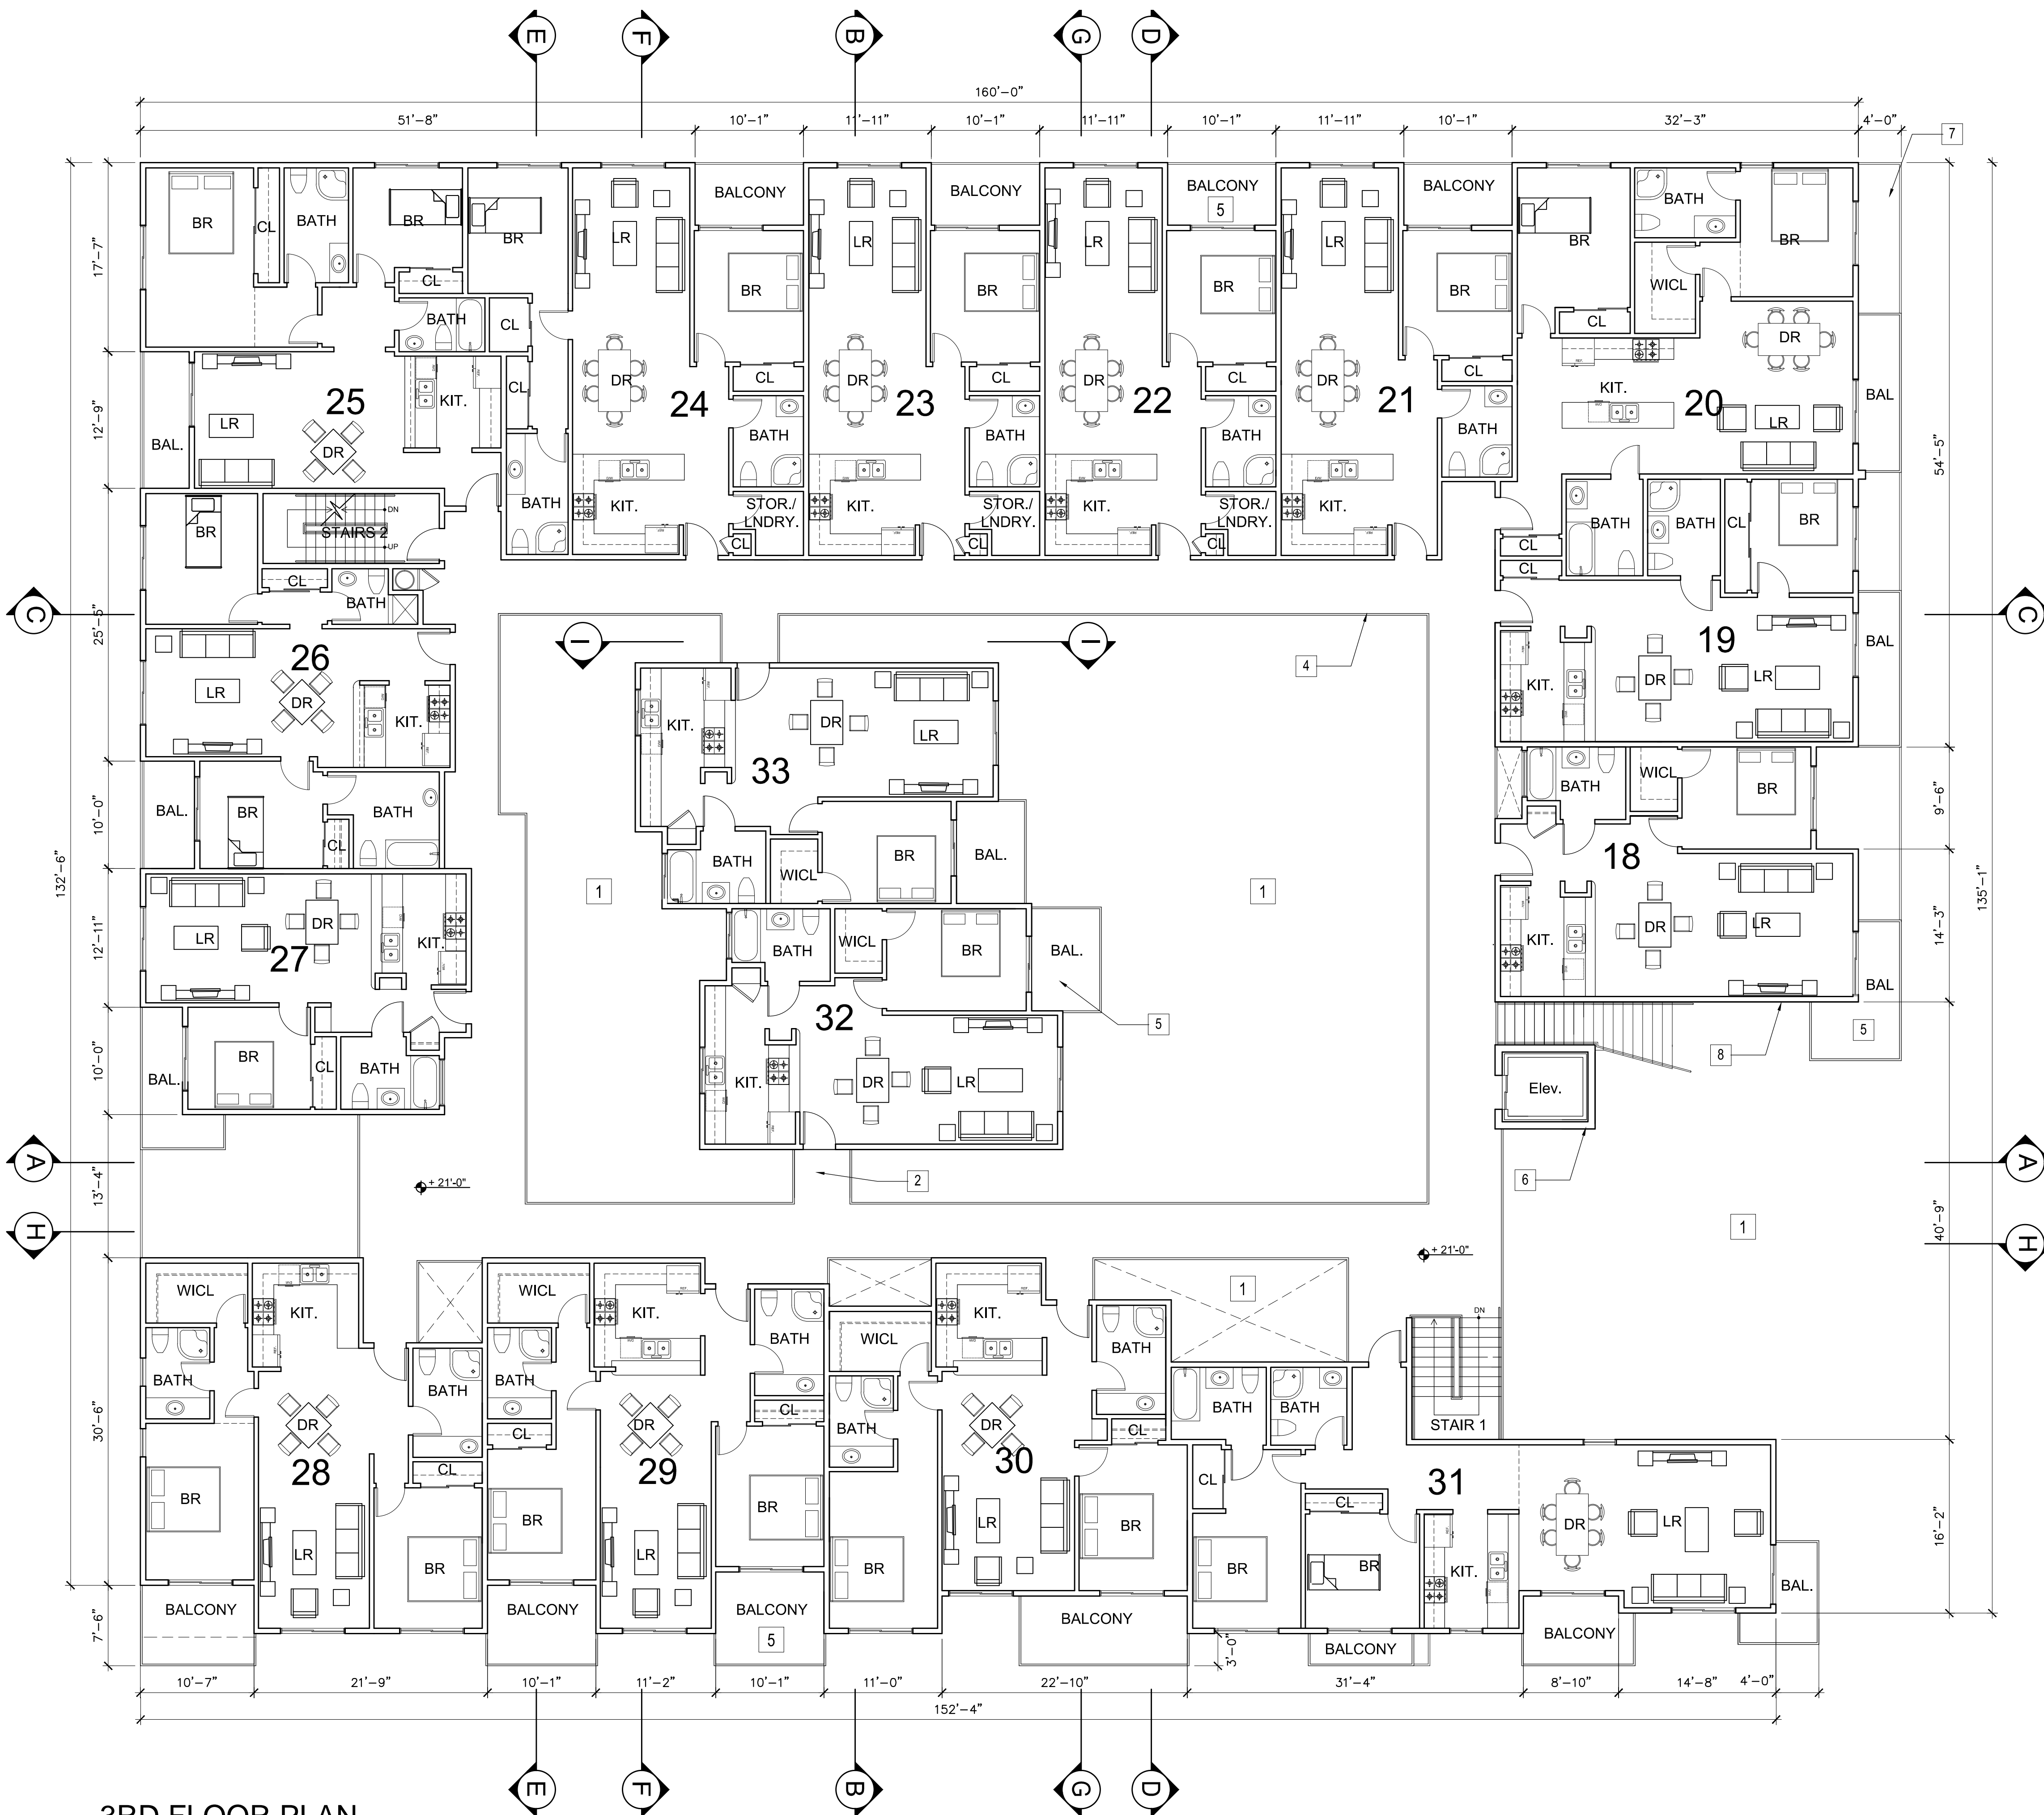 E F B G D
160'-0"
51'-8" 10'-1" 11'-11" 10'-1" 11'-11" 10'-1" 11'-11" 10'-1" 32'-3" 4'-0"
7
BALCONY BALCONY BALCONY BALCONY
5
BR CL BATH BR BR LR LR LR LR BR BATH BR
17'-7"
CL BR BR BR BR WICL
BATH CL CL
CL DR CL DR CL DR CL DR CL DR
25 CL KIT. 24 23 22 21 KIT. 20 BAL
12'-9" LR LR
BAL. DR BATH BATH BATH BATH
54'-5"
BATH KIT. STOR./ KIT. STOR./ KIT. STOR./ KIT.
LNDRY. LNDRY. LNDRY.
BR STAIRS 2 DN UP CL CL CL
BATH BATH CL BR
CL CL
CL BATH
C C
25'-5"
I I
4
26 19 BAL
LR DR KIT. KIT. DR LR
KIT. DR LR
33
10'-0" BAL. BR BATH CL
BATH WICL BR BAL.
BATH WICL BR
9'-6"
18
132'-6"
1 1
135'-1"
12'-11" LR DR KIT.
27
BATH WICL BR BAL.
KIT. DR LR
14'-3"
BAL
32 5
5
10'-0" BAL. BR CL BATH
KIT. DR LR
8
Elev.
A A
13'-4"
+ 21'-0"
2
6
H H
1
40'-9"
+ 21'-0"
WICL KIT. WICL KIT. BATH WICL KIT. BATH 1
DN
BATH DR BATH BATH DR CL BATH DR CL BATH BATH STAIR 1
30'-6"
28 CL CL 29 30 CL 31
CL
BR LR BR BR LR BR BR LR BR BR BR KIT. DR LR
16'-2"
BAL.
7'-6"
BALCONY BALCONY BALCONY BALCONY BALCONY BALCONY
5
3'-0"
10'-7" 21'-9" 10'-1" 11'-2" 10'-1" 11'-0" 22'-10" 31'-4" 8'-10" 14'-8" 4'-0"
152'-4"
E F B G D
3RD FLOOR PLAN